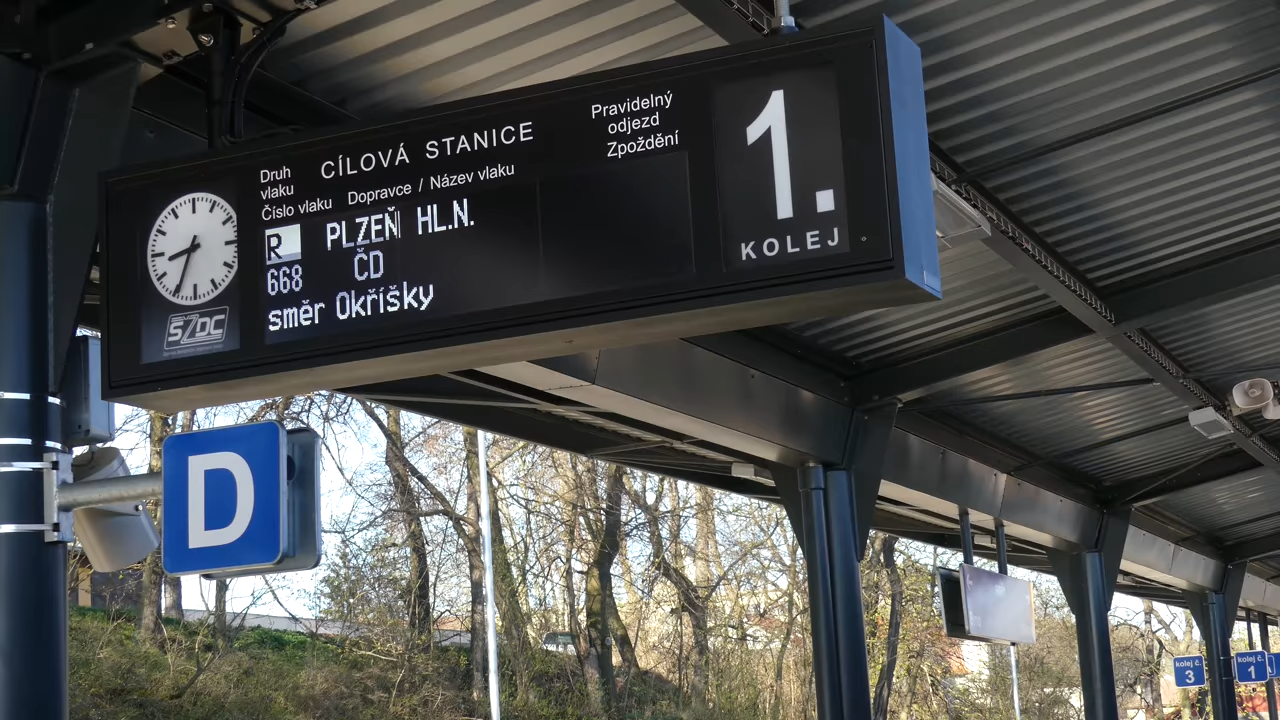 Druh
vlaku
CÍLOVÁ STANICE
Pravidelný
odjezd
Zpoždění
Číslo vlaku
Dopravce / Název vlaku
R
PLZEŇ HL.N.
668
ČD
směr Okříšky
1.
KOLEJ
SŽDC
D
kolej č.
3
kolej č.
1